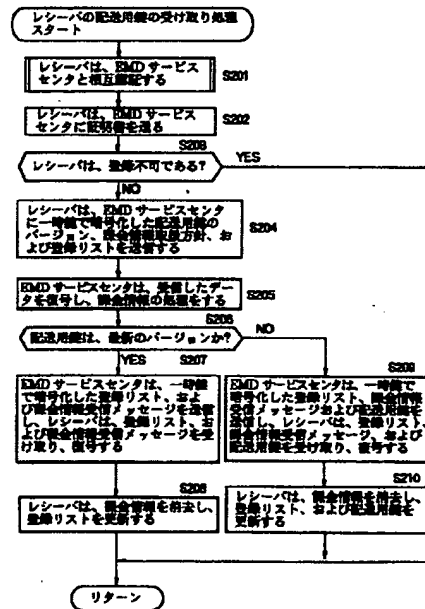 レシーバの配送用鍵の受け取り処理
スタート
レシーバは、EMD サービス
センタと相互認証する
S201
レシーバは、EMD サービス
センタに証明書を送る
S202
S203
レシーバは、登録不可である?
YES
NO
レシーバは、EMD サービスセンタ
に一時鍵で暗号化した配送用鍵の
バージョン、課金情報取扱方針、お
よび登録リストを送信する
S204
EMD サービスセンタは、受信したデー
タを復号し、課金情報の処理をする
S205
S206
配送用鍵は、最新のバージョンか?
NO
YES
S207
EMD サービスセンタは、一時鍵
で暗号化した登録リスト、およ
び課金情報受信メッセージを送信
し、レシーバは、登録リスト、お
よび課金情報受信メッセージを受
け取り、復号する
S209
EMD サービスセンタは、一時鍵で
暗号化した登録リスト、課金情報
受信メッセージおよび配送用鍵を
送信し、レシーバは、登録リスト、
課金情報受信メッセージ、および
配送用鍵を受け取り、復号する
S208
レシーバは、課金情報を消去し、
登録リストを更新する
S210
レシーバは、課金情報を消去し、
登録リスト、および配送用鍵を
更新する
リターン